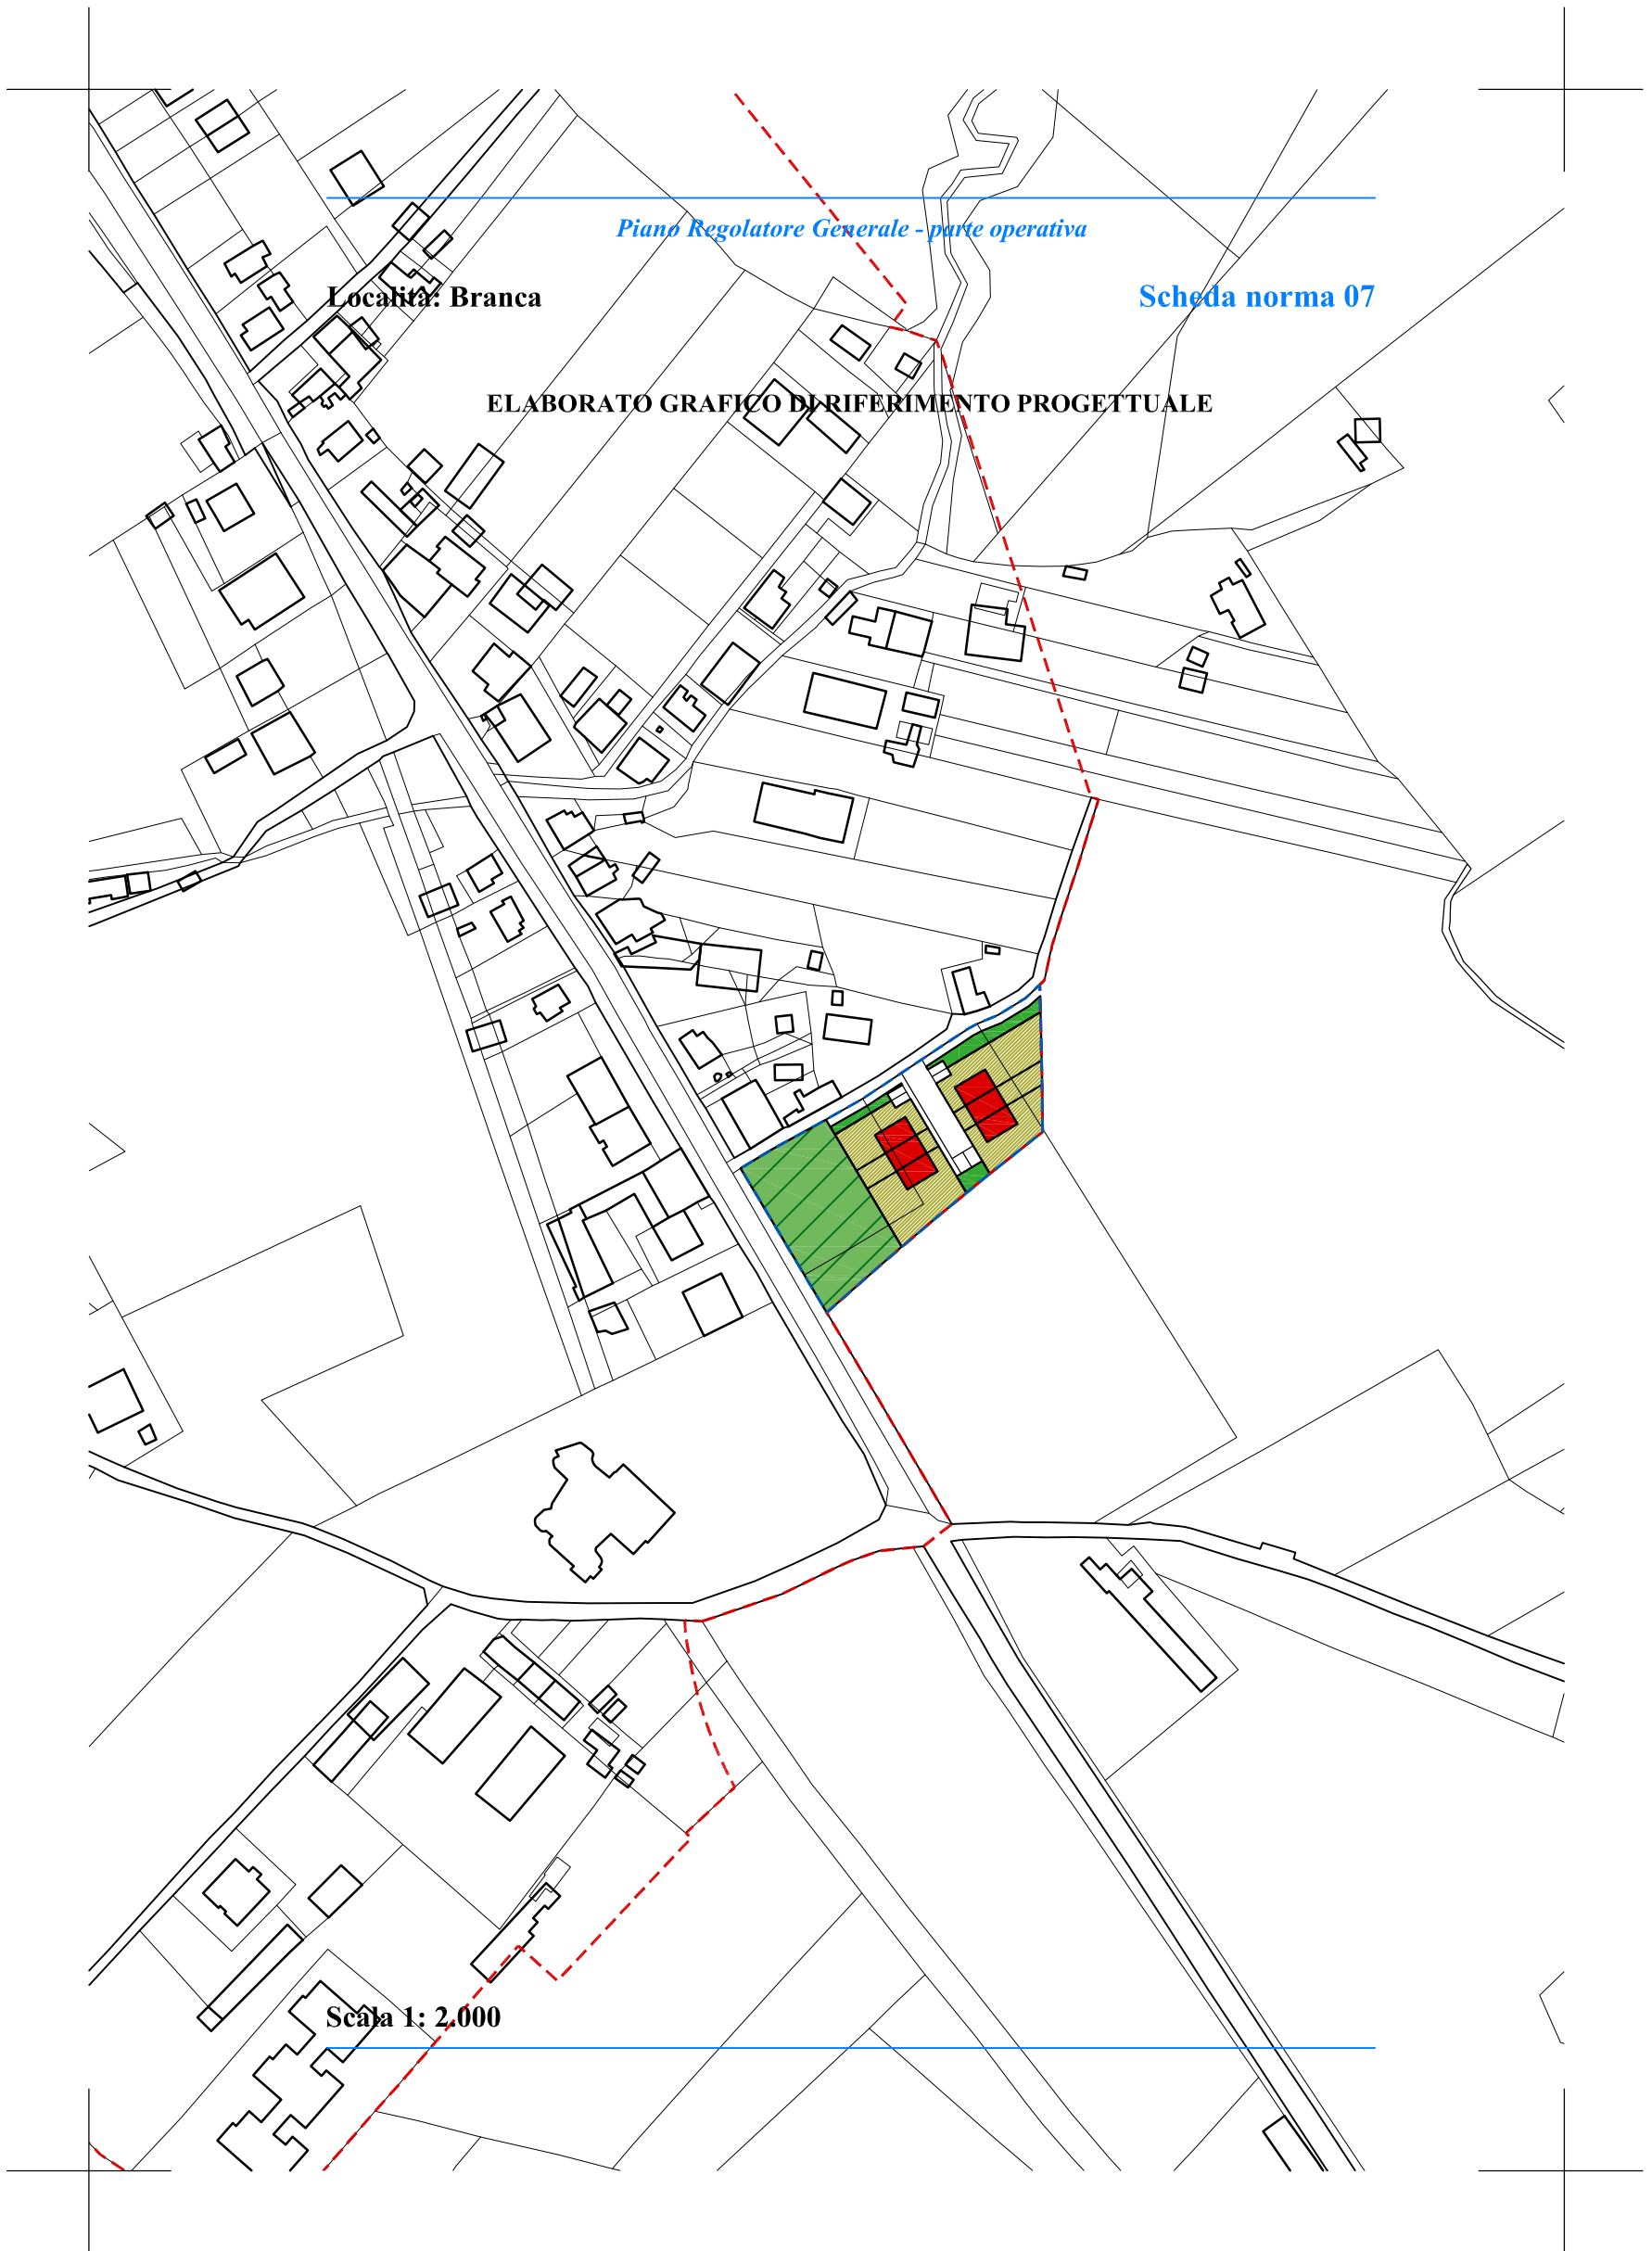 Piano Regolatore Generale - parte operativa
Località: Branca
Scheda norma 07
ELABORATO GRAFICO DI RIFERIMENTO PROGETTUALE
Scala 1: 2.000